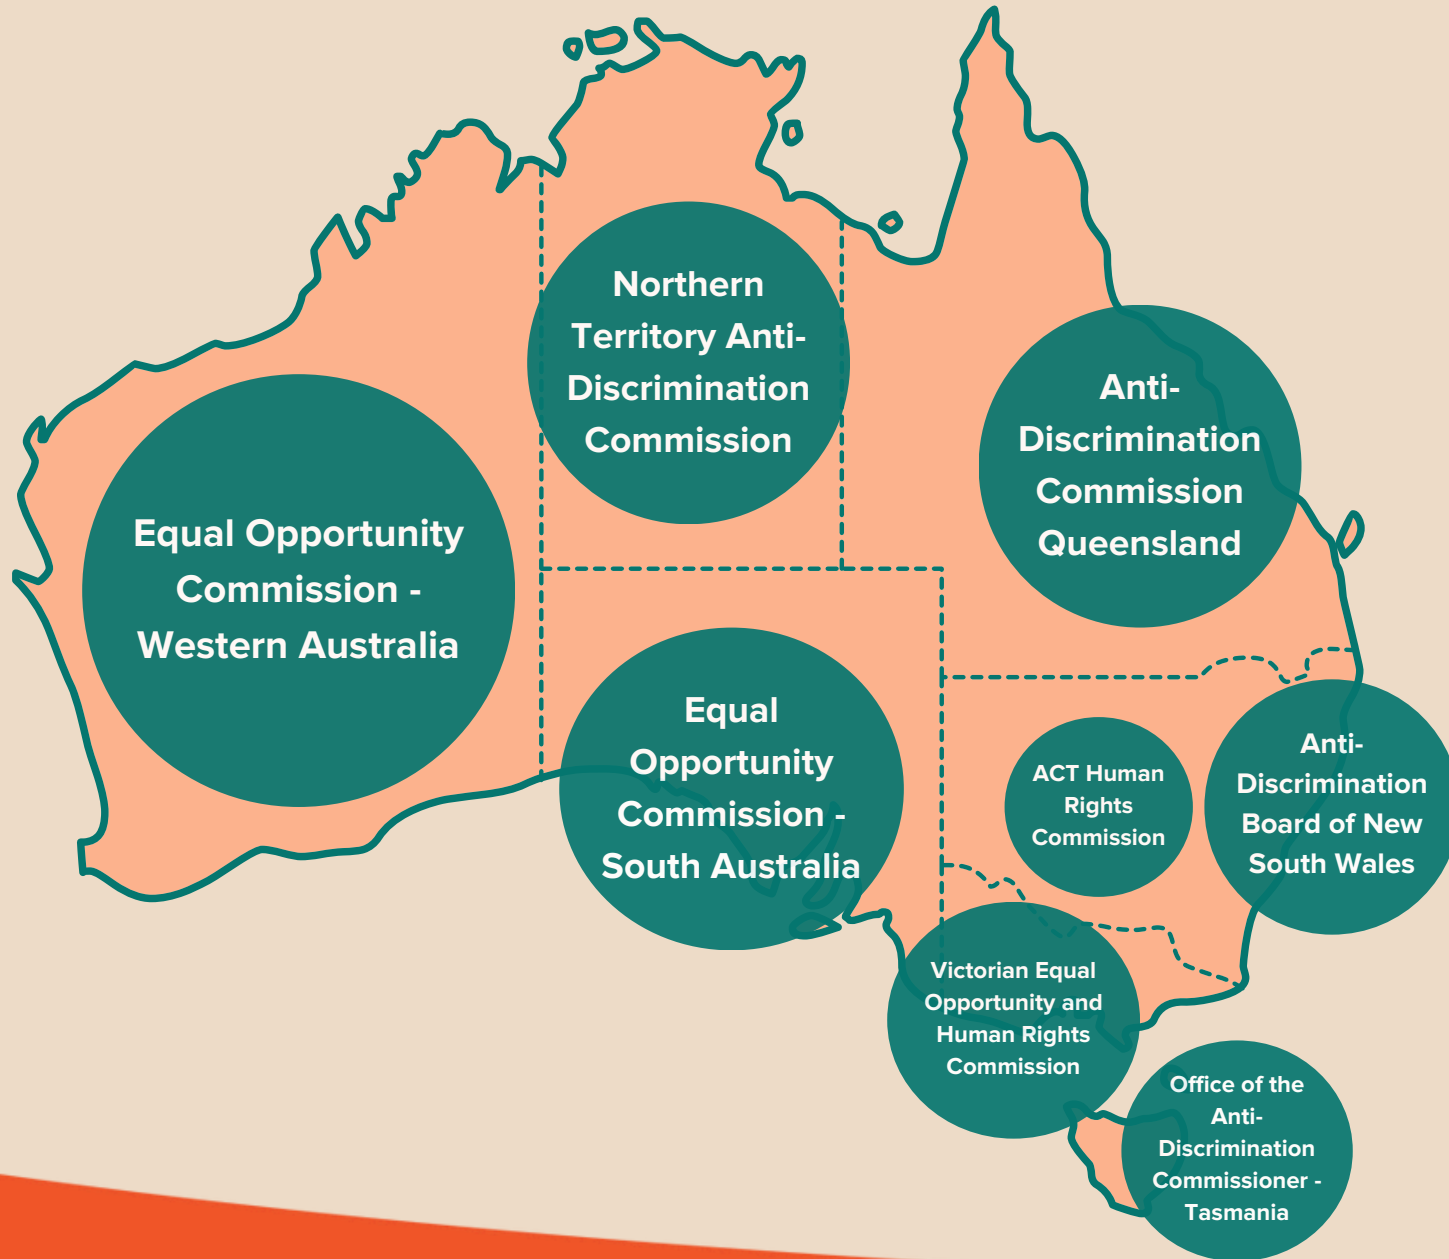 Northern
Territory Anti-
Discrimination
Commission
Anti-
Discrimination
Commission
Queensland
Equal Opportunity
Commission -
Western Australia
Equal
Opportunity
Commission -
South Australia
ACT Human
Rights
Commission
Anti-
Discrimination
Board of New
South Wales
Victorian Equal
Opportunity and
Human Rights
Commission
Office of the
Anti-
Discrimination
Commissioner -
Tasmania